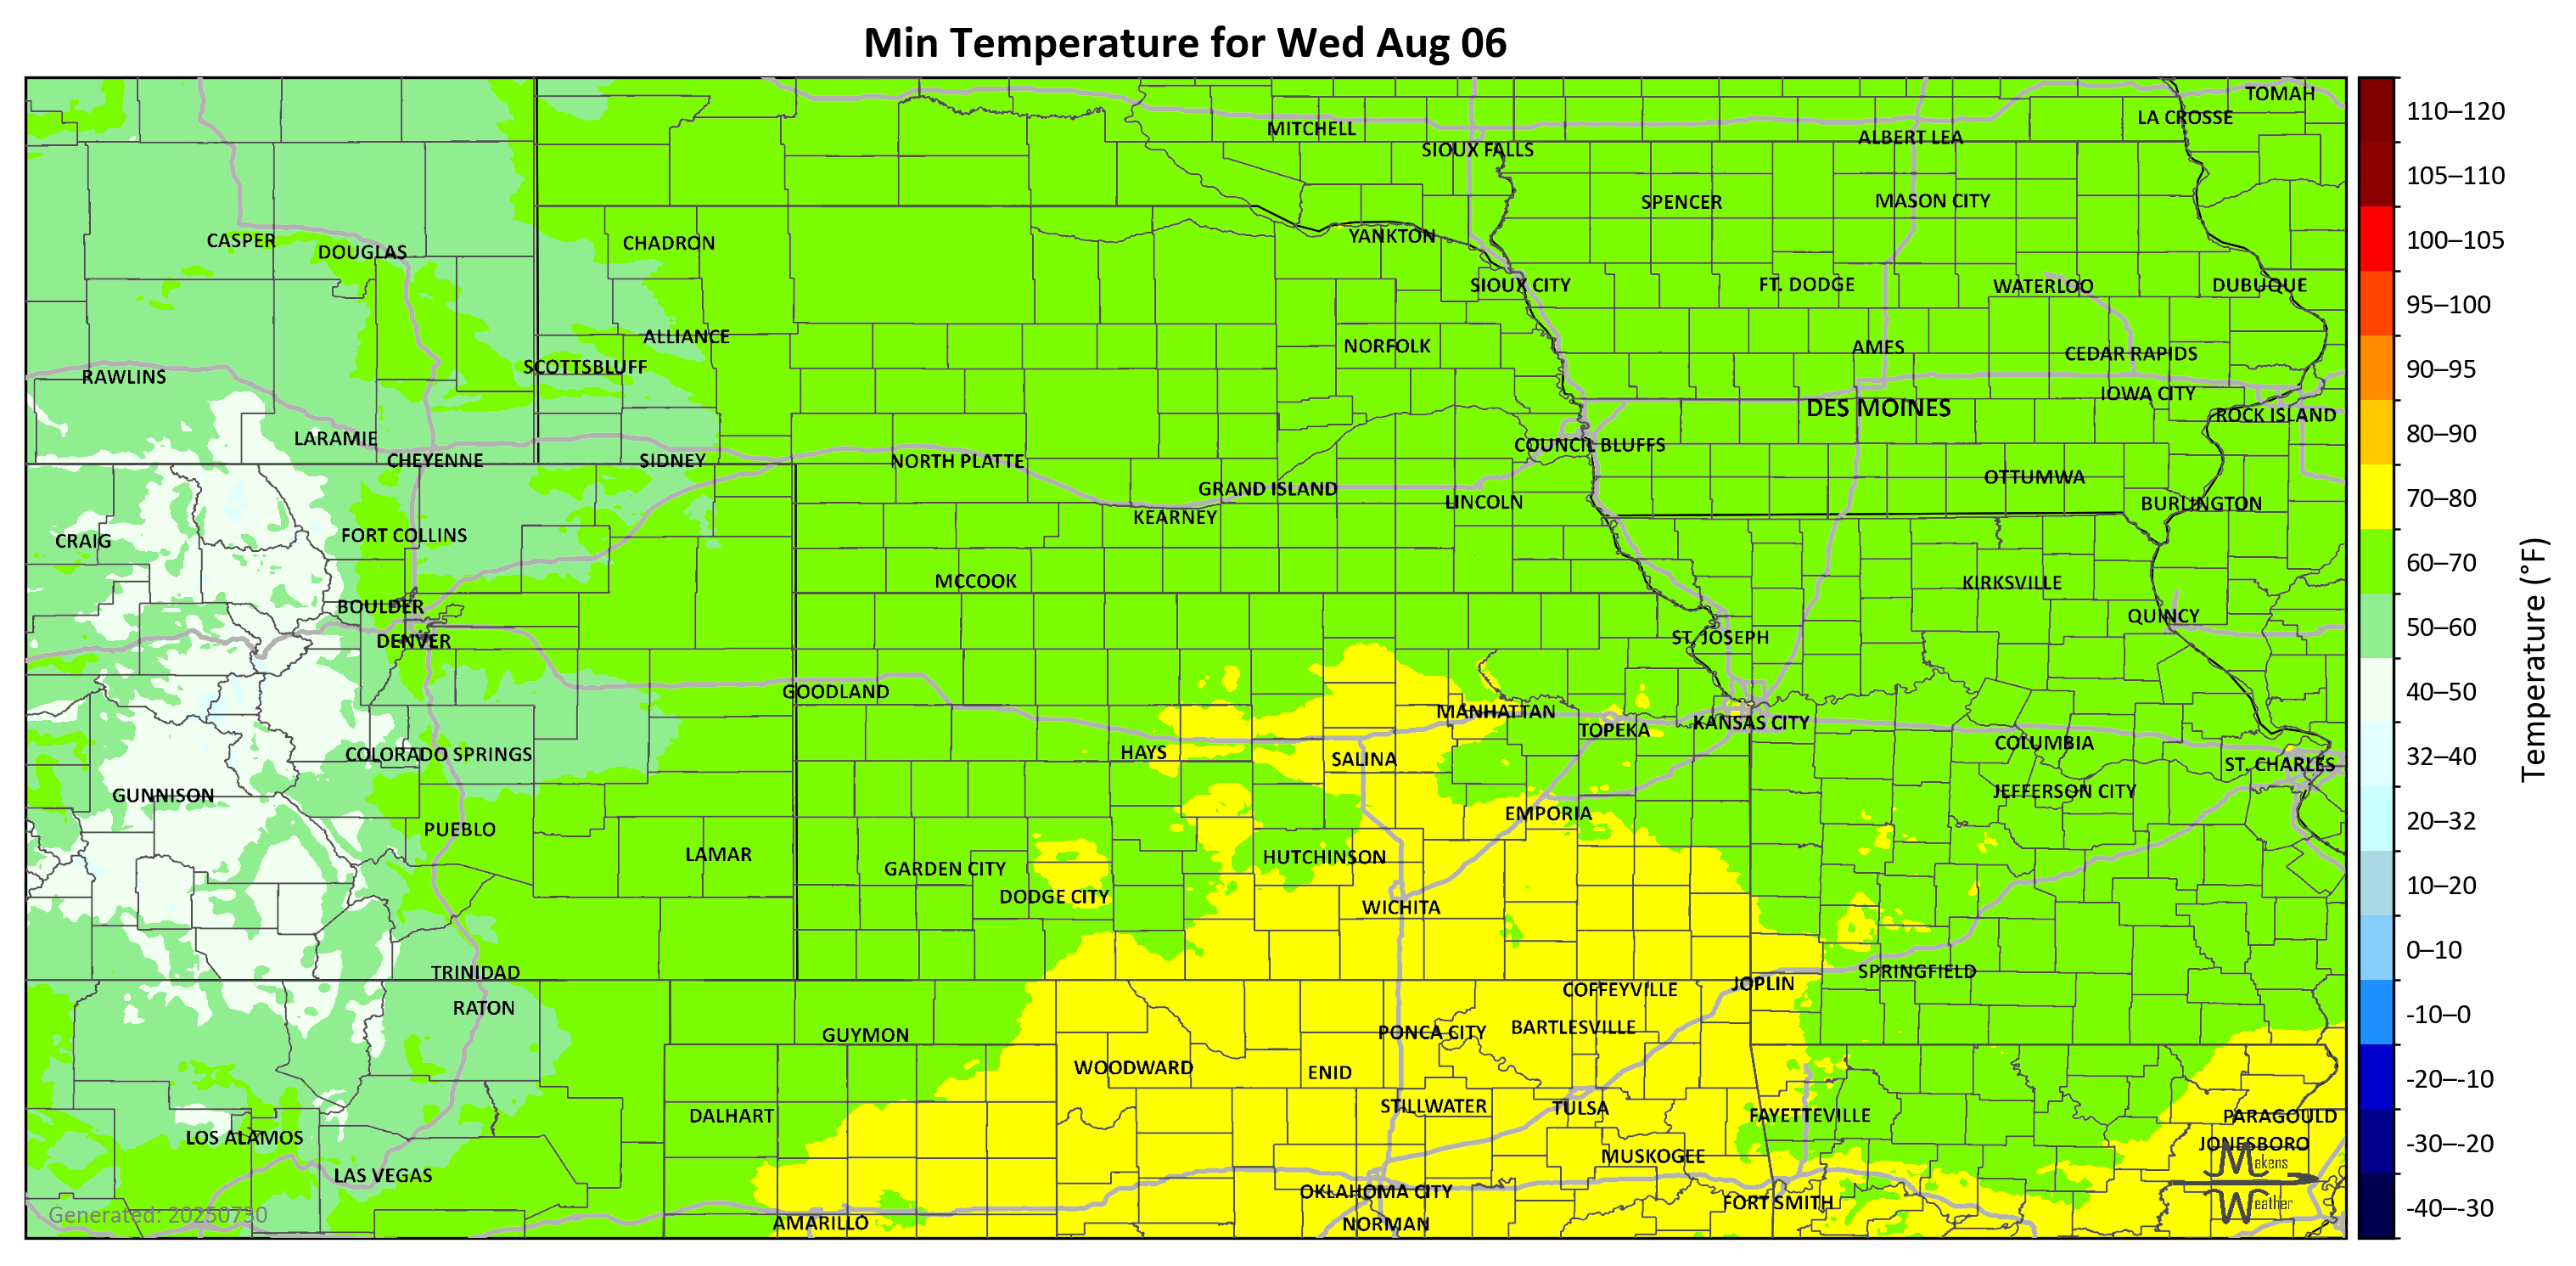 Min Temperature for Wed Aug 06
TOMAH
LA CROSSE
MITCHELL
ALBERT LEA
SIOUX FALLS
SPENCER
MASON CITY
CASPER
DOUGLAS
CHADRON
YANKTON
SIOUX CITY
FT. DODGE
WATERLOO
DUBUQUE
ALLIANCE
NORFOLK
AMES
CEDAR RAPIDS
SCOTTSBLUFF
RAWLINS
IOWA CITY
DES MOINES
ROCK ISLAND
LARAMIE
COUNCIL BLUFFS
CHEYENNE
SIDNEY
NORTH PLATTE
OTTUMWA
GRAND ISLAND
LINCOLN
BURLINGTON
KEARNEY
FORT COLLINS
CRAIG
MCCOOK
KIRKSVILLE
BOULDER
QUINCY
DENVER
ST. JOSEPH
GOODLAND
MANHATTAN
KANSAS CITY
TOPEKA
COLUMBIA
COLORADO SPRINGS
HAYS
SALINA
ST. CHARLES
GUNNISON
JEFFERSON CITY
EMPORIA
PUEBLO
LAMAR
HUTCHINSON
GARDEN CITY
DODGE CITY
WICHITA
TRINIDAD
SPRINGFIELD
JOPLIN
COFFEYVILLE
RATON
GUYMON
PONCA CITY
BARTLESVILLE
WOODWARD
ENID
STILLWATER
TULSA
DALHART
FAYETTEVILLE
PARAGOULD
LOS ALAMOS
JONESBORO
MUSKOGEE
LAS VEGAS
OKLAHOMA CITY
FORT SMITH
AMARILLO
NORMAN
Makens
Weather
Generated: 20250730
110–120
105–110
100–105
95–100
90–95
80–90
70–80
60–70
50–60
40–50
32–40
20–32
10–20
0–10
-10–0
-20–-10
-30–-20
-40–-30
Temperature (°F)